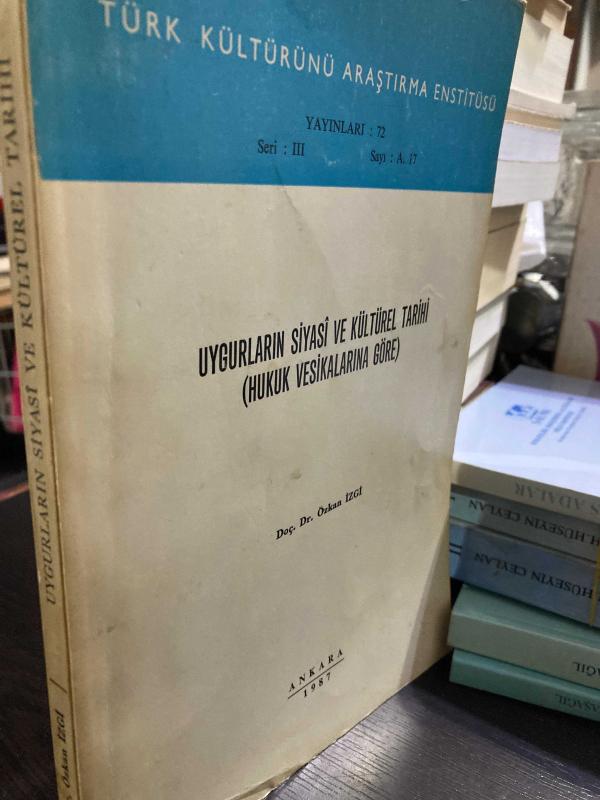 TÜRK KÜLTÜRÜNÜ ARAŞTIRMA ENSTİTÜSÜ
YAYINLARI : 72
Seri : III Sayı : A. 17
UYGURLARIN SİYASÎ VE KÜLTÜREL TARİHİ
(HUKUK VESİKALARINA GÖRE)
Doç. Dr. Özkan İZGİ
ANKARA
1987
UYGURLARIN SİYASÎ VE KÜLTÜREL TARİHİ
Özkan İZGİ
ADALAR
HÜSEYİN CEYLAN
HÜSEYİN CEYLAN